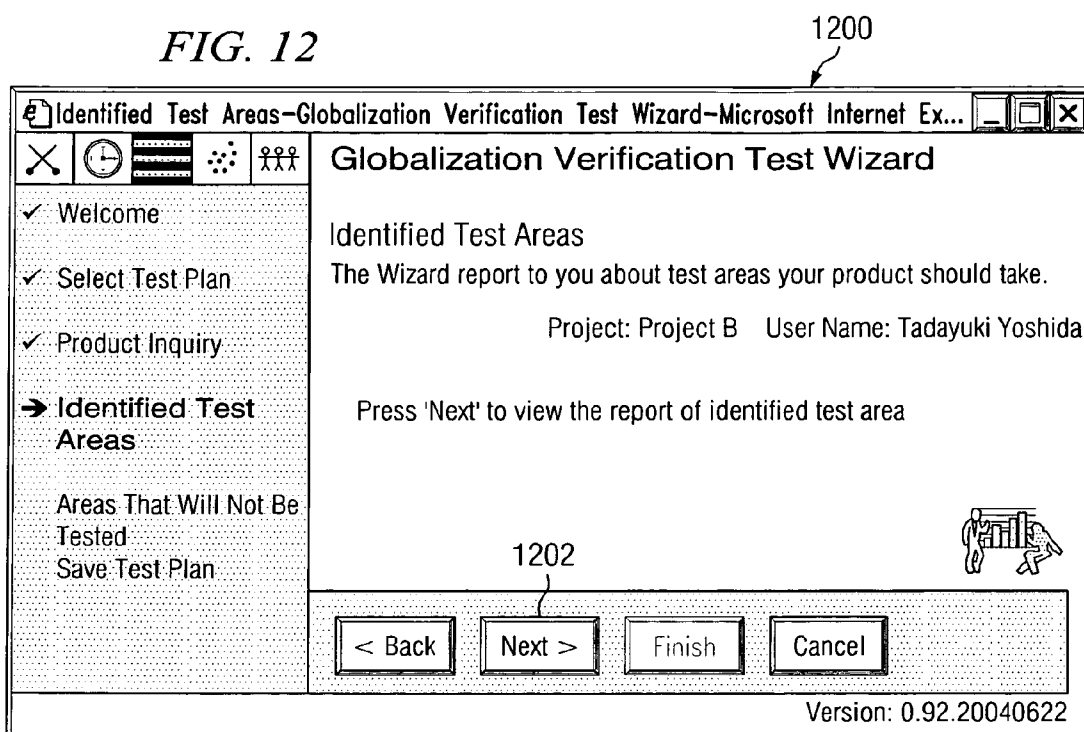 FIG. 12
1200
Identified Test Areas-Globalization Verification Test Wizard-Microsoft Internet Ex...
Globalization Verification Test Wizard
✓ Welcome
✓ Select Test Plan
✓ Product Inquiry
➔ Identified Test
Areas
Areas That Will Not Be
Tested
Save Test Plan
Identified Test Areas
The Wizard report to you about test areas your product should take.
Project: Project B User Name: Tadayuki Yoshida
Press 'Next' to view the report of identified test area
1202
< Back
Next >
Finish
Cancel
Version: 0.92.20040622